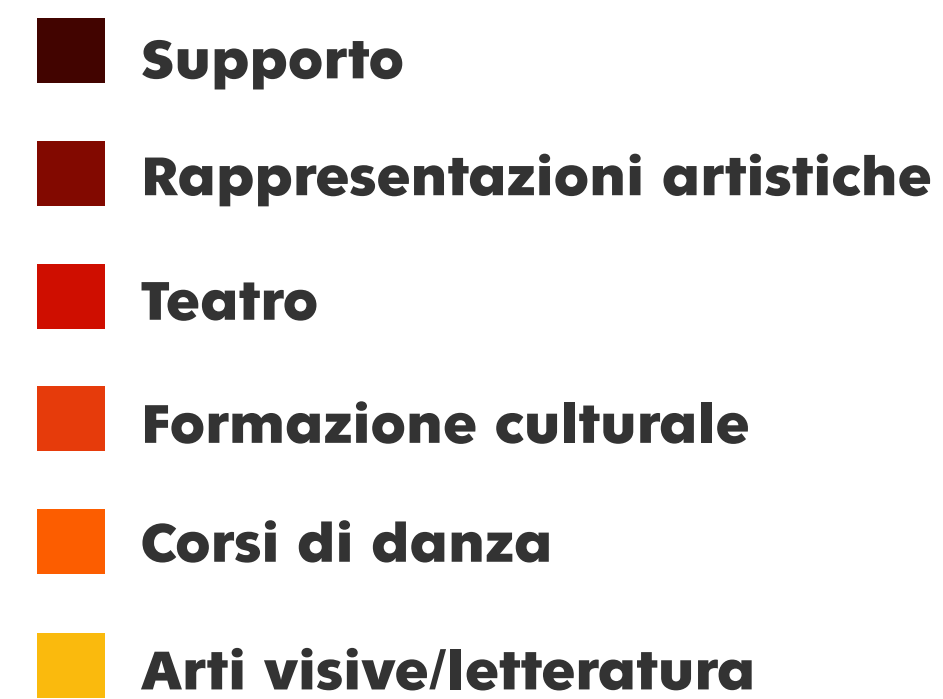 Supporto
Rappresentazioni artistiche
Teatro
Formazione culturale
Corsi di danza
Arti visive/letteratura